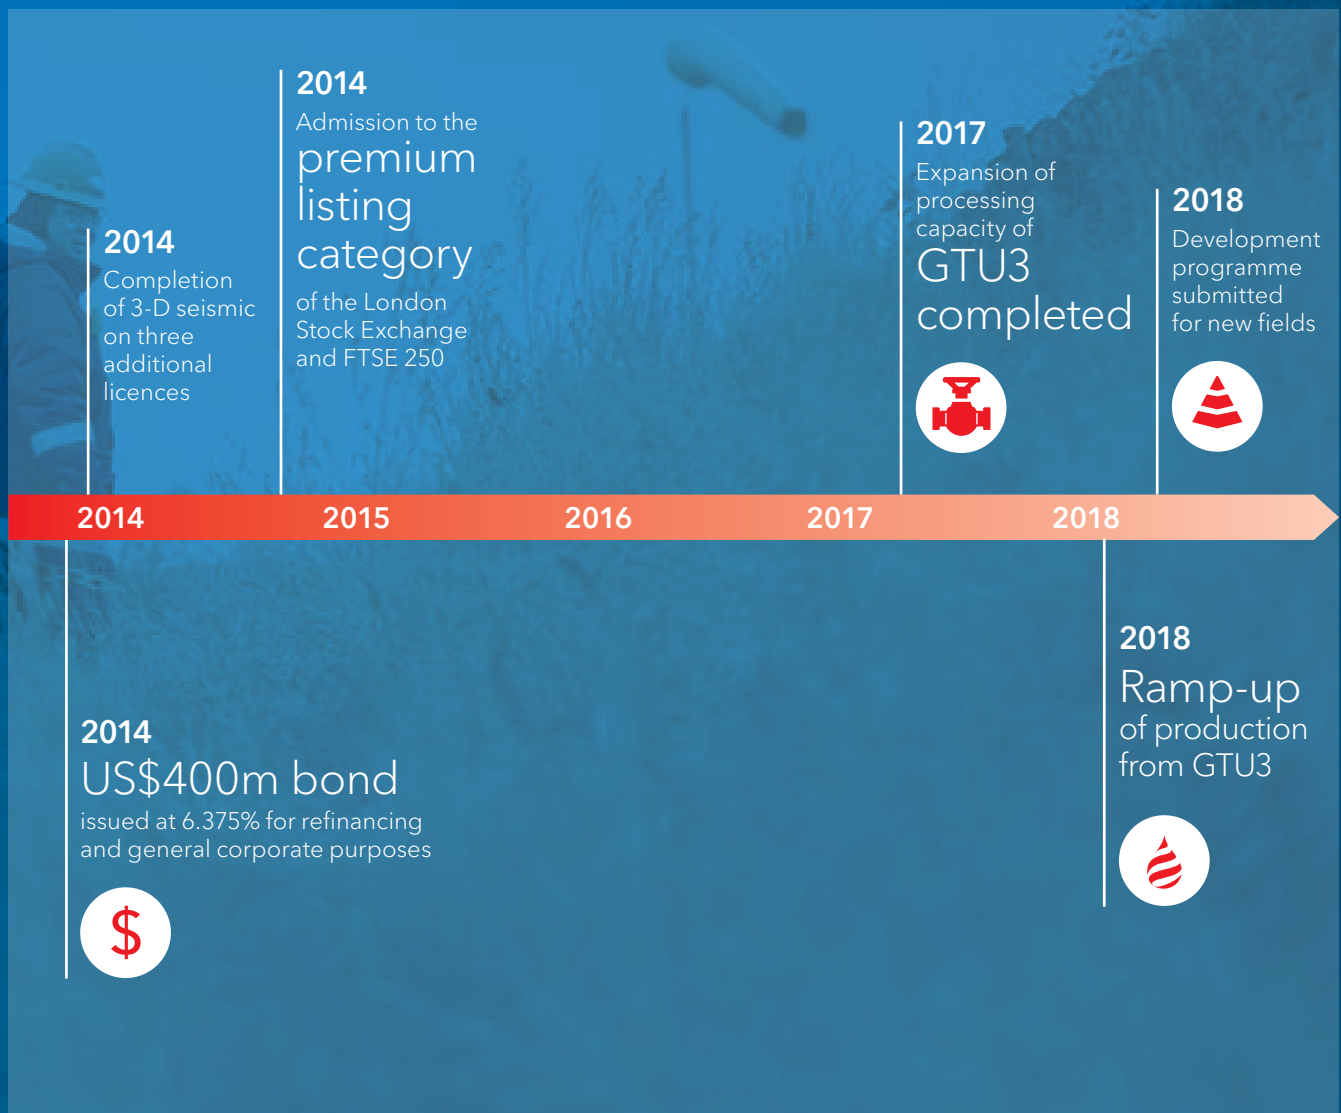 2014
Completion
of 3-D seismic
on three
additional
licences
2014
Admission to the
premium
listing
category
of the London
Stock Exchange
and FTSE 250
2017
Expansion of
processing
capacity of
GTU3
completed
2018
Development
programme
submitted
for new fields
2014
2015
2016
2017
2018
2014
US$400m bond
issued at 6.375% for refinancing
and general corporate purposes
$
2018
Ramp-up
of production
from GTU3